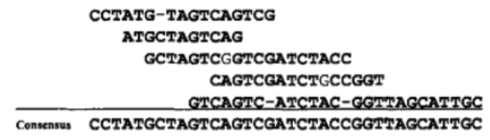 CCTATG-TAGTCAGTCG
ATGCTAGTCAG
GCTAGTCGGTCGATCTACC
CAGTCGATCTGCCGGT
GTCAGTC-ATCTAC-GGTTAGCATTGC
Consensus CCTATGCTAGTCAGTCGATCTACCGGTTAGCATTGC